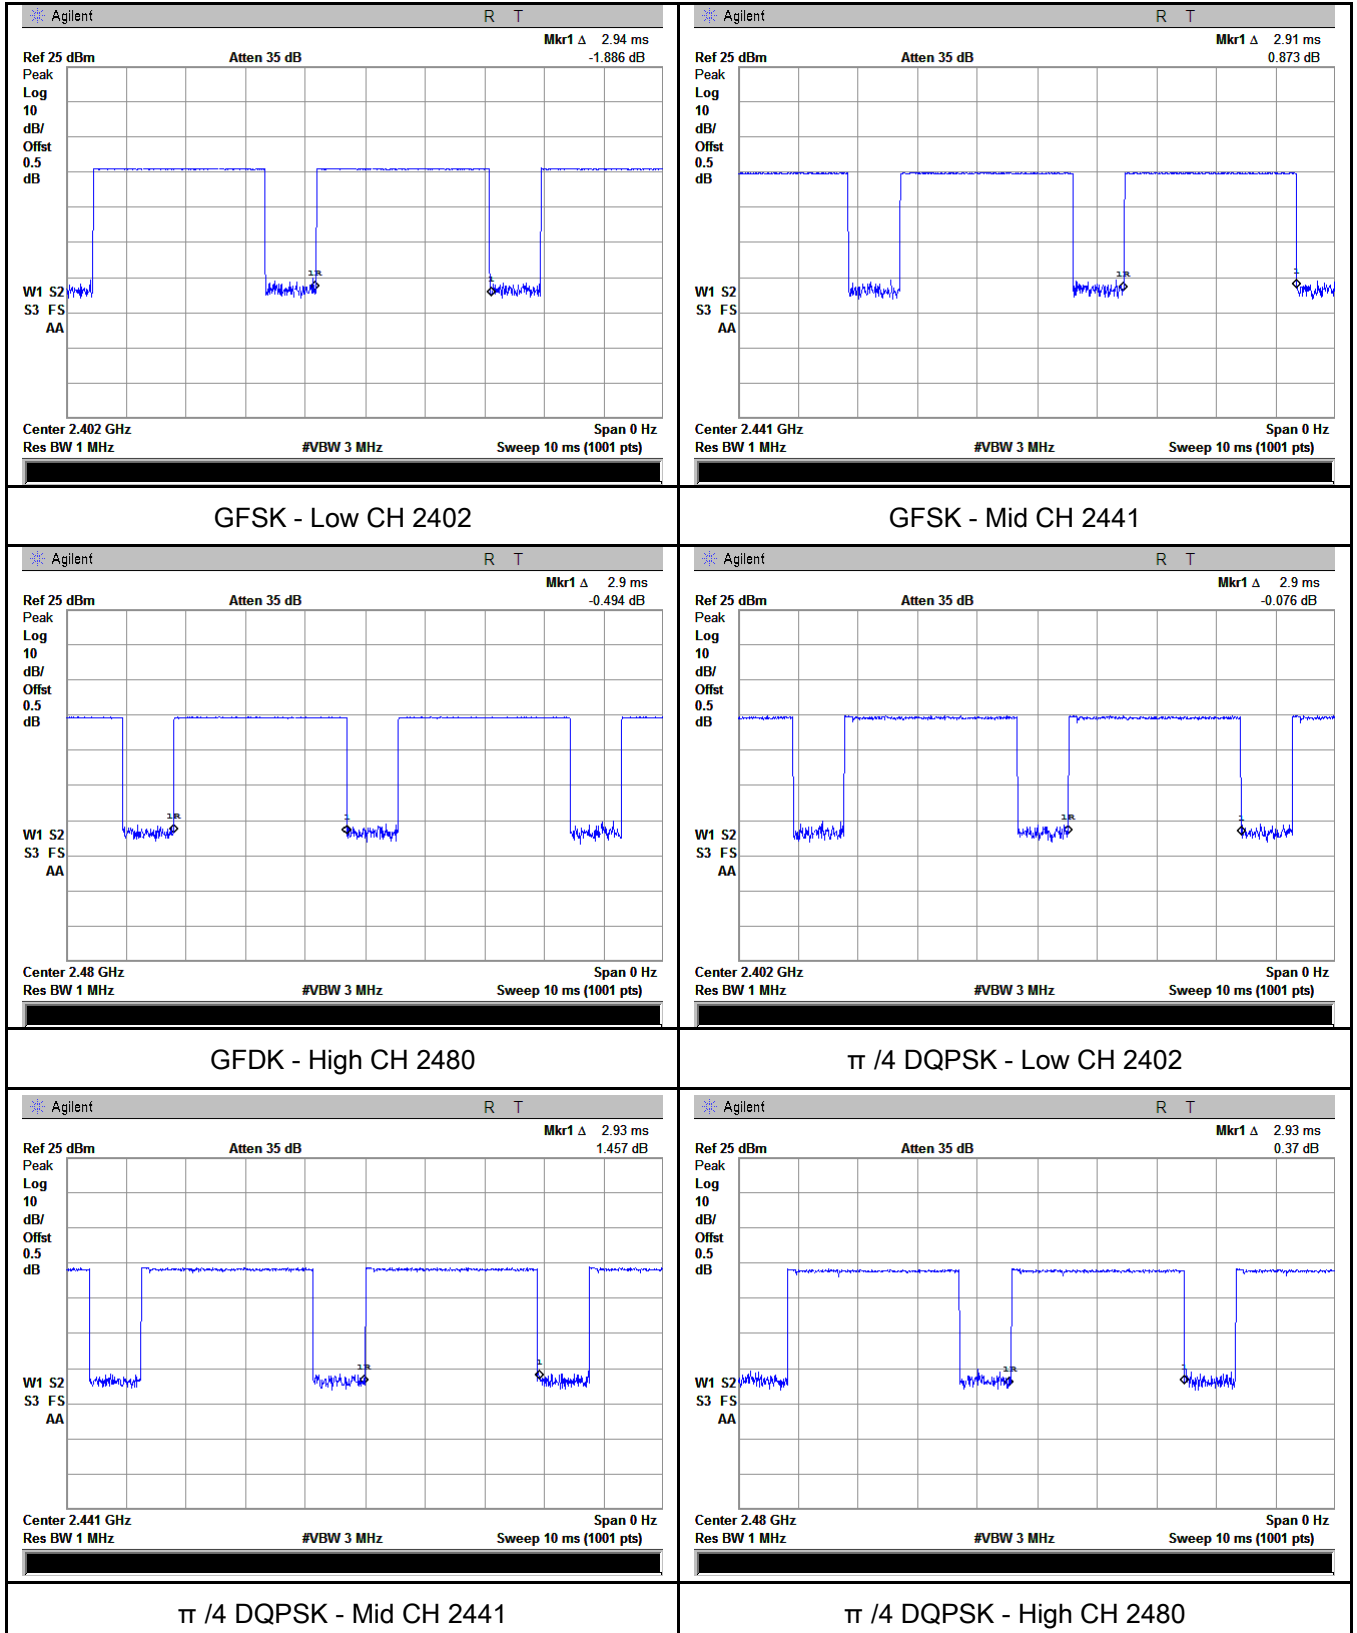 Agilent R T
Mkr1 Δ 2.94 ms
Ref 25 dBm Atten 35 dB -1.886 dB
Peak
Log
10
dB/
Offst
0.5
dB
1R
1
W1 S2
S3 FS
AA
Center 2.402 GHz Span 0 Hz
Res BW 1 MHz #VBW 3 MHz Sweep 10 ms (1001 pts)
GFSK - Low CH 2402
Agilent R T
Mkr1 Δ 2.91 ms
Ref 25 dBm Atten 35 dB 0.873 dB
Peak
Log
10
dB/
Offst
0.5
dB
1R
1
W1 S2
S3 FS
AA
Center 2.441 GHz Span 0 Hz
Res BW 1 MHz #VBW 3 MHz Sweep 10 ms (1001 pts)
GFSK - Mid CH 2441
Agilent R T
Mkr1 Δ 2.9 ms
Ref 25 dBm Atten 35 dB -0.494 dB
Peak
Log
10
dB/
Offst
0.5
dB
1R
1
W1 S2
S3 FS
AA
Center 2.48 GHz Span 0 Hz
Res BW 1 MHz #VBW 3 MHz Sweep 10 ms (1001 pts)
GFDK - High CH 2480
Agilent R T
Mkr1 Δ 2.9 ms
Ref 25 dBm Atten 35 dB -0.076 dB
Peak
Log
10
dB/
Offst
0.5
dB
1R
1
W1 S2
S3 FS
AA
Center 2.402 GHz Span 0 Hz
Res BW 1 MHz #VBW 3 MHz Sweep 10 ms (1001 pts)
π /4 DQPSK - Low CH 2402
Agilent R T
Mkr1 Δ 2.93 ms
Ref 25 dBm Atten 35 dB 1.457 dB
Peak
Log
10
dB/
Offst
0.5
dB
1R
1
W1 S2
S3 FS
AA
Center 2.441 GHz Span 0 Hz
Res BW 1 MHz #VBW 3 MHz Sweep 10 ms (1001 pts)
π /4 DQPSK - Mid CH 2441
Agilent R T
Mkr1 Δ 2.93 ms
Ref 25 dBm Atten 35 dB 0.37 dB
Peak
Log
10
dB/
Offst
0.5
dB
1R
1
W1 S2
S3 FS
AA
Center 2.48 GHz Span 0 Hz
Res BW 1 MHz #VBW 3 MHz Sweep 10 ms (1001 pts)
π /4 DQPSK - High CH 2480